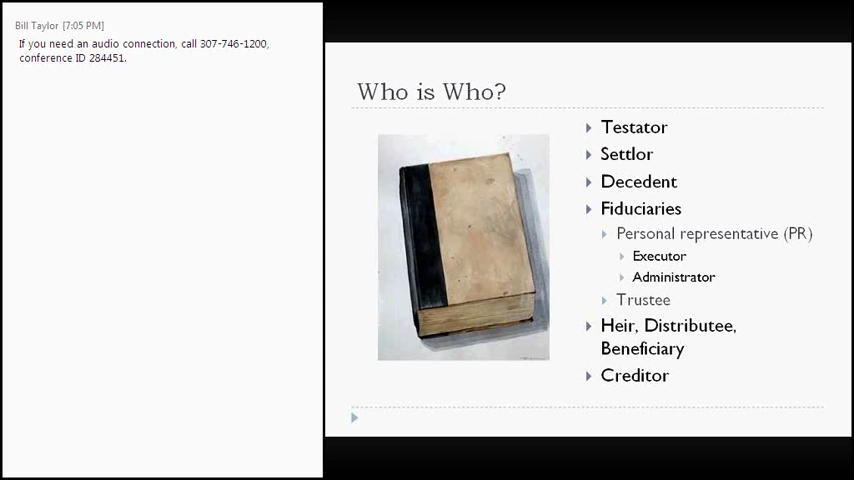 Bill Taylor [7:05 PM]
If you need an audio connection, call 307-746-1200,
conference ID 284451.
Who is Who?
Testator
Settlor
Decedent
Fiduciaries
Personal representative (PR)
Executor
Administrator
Trustee
Heir, Distributee,
Beneficiary
Creditor